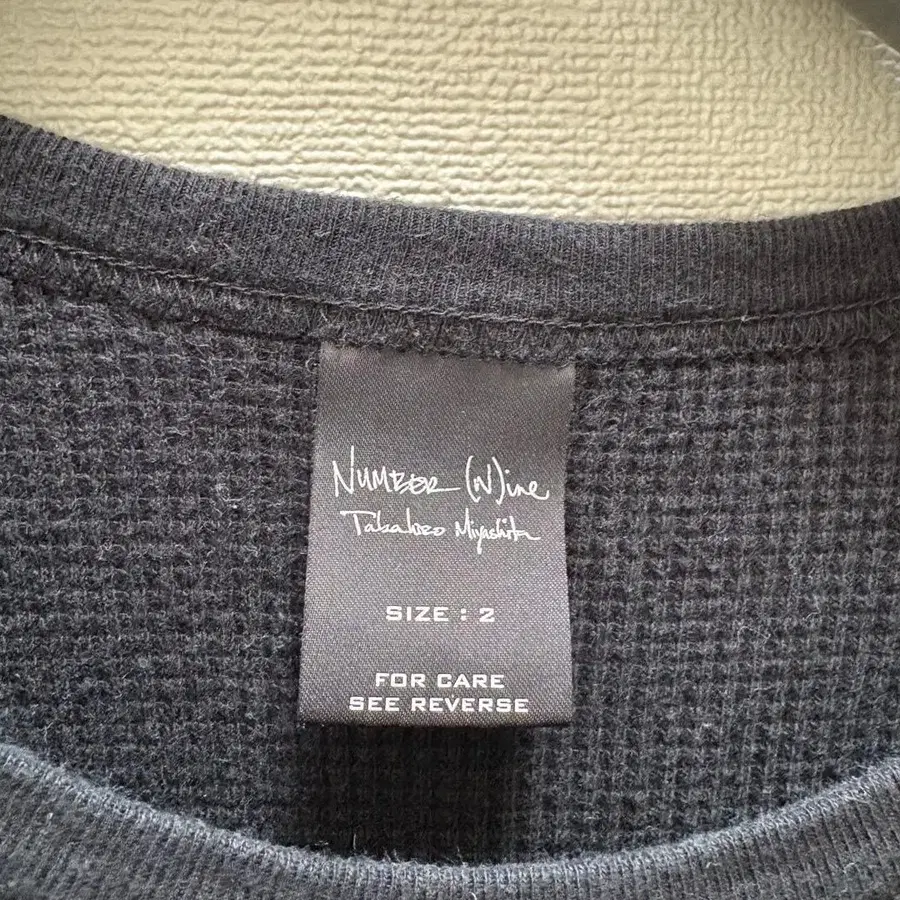 NUMBER (N)ine
Takahiro Miyashita
SIZE : 2
FOR CARE
SEE REVERSE